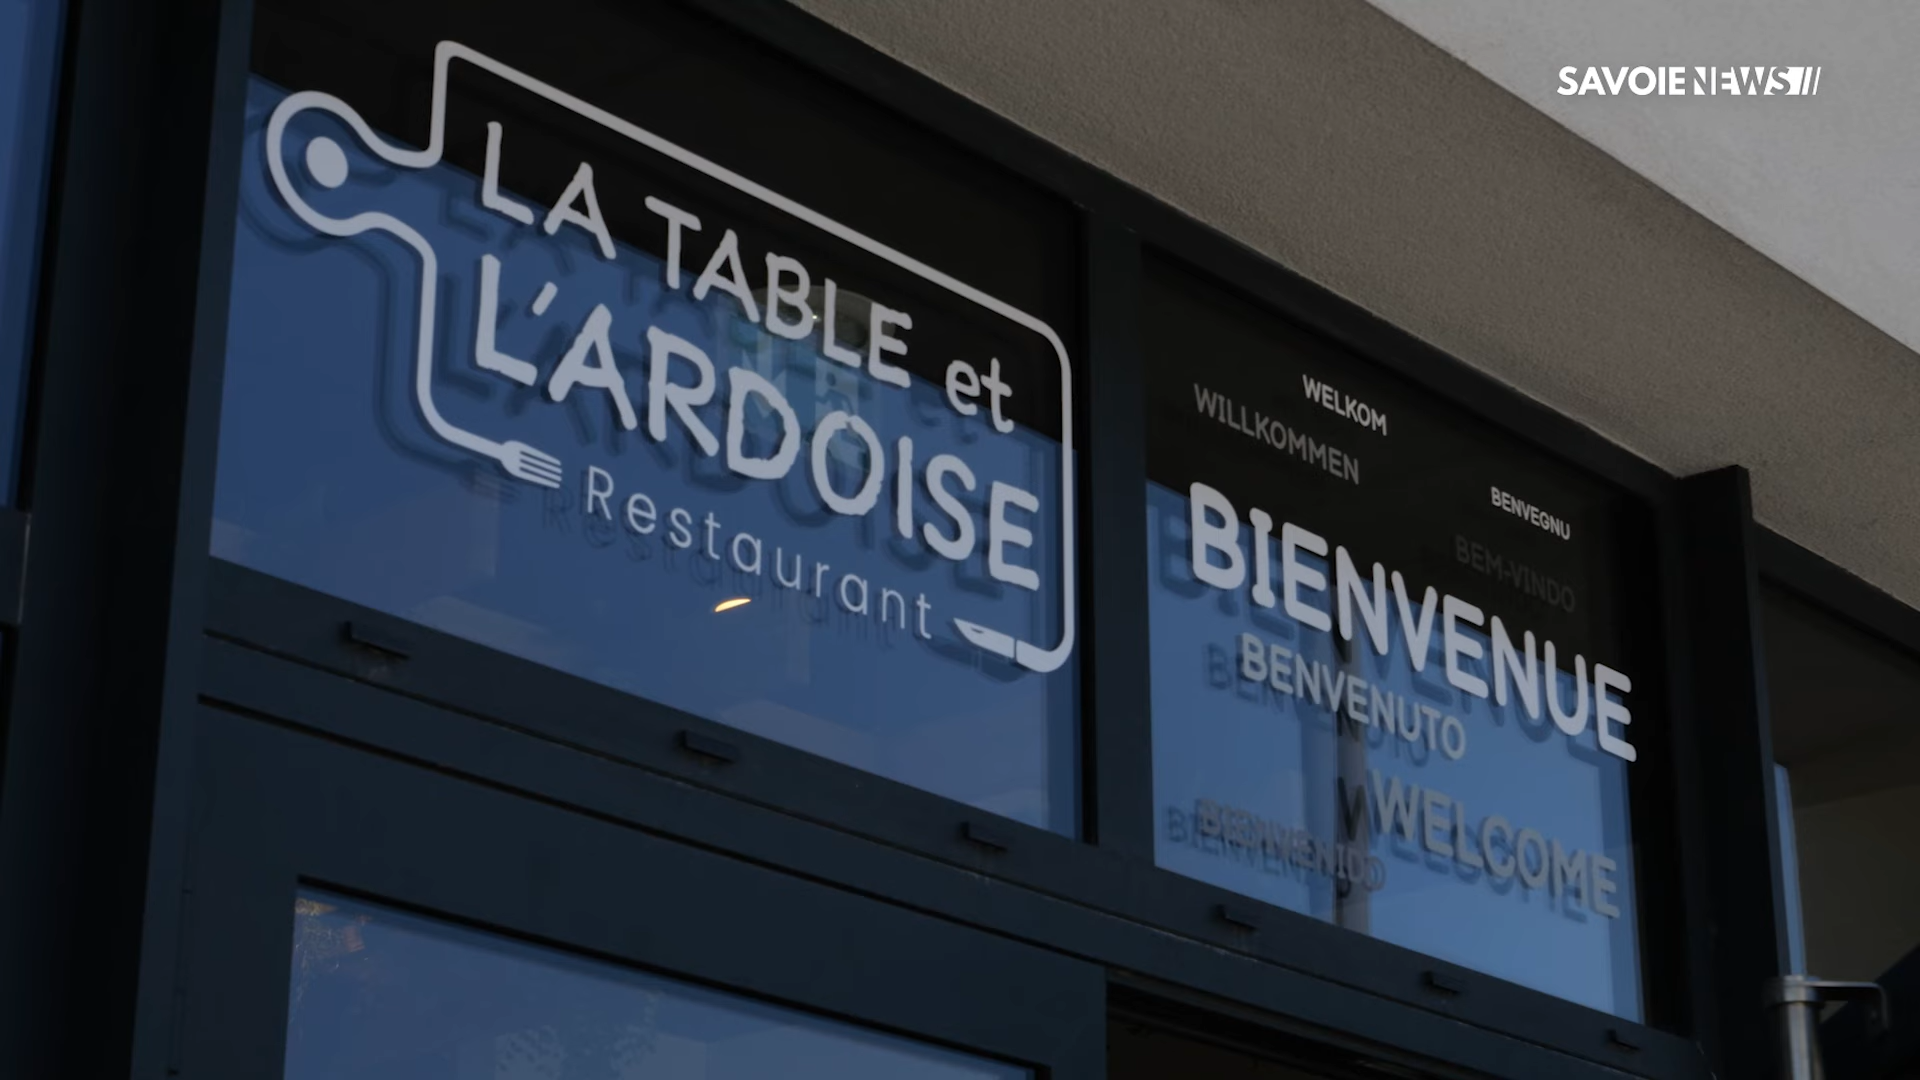 SAVOIE NEWS
LA TABLE et
L'ARDOISE
Restaurant
WELKOM
WILLKOMMEN
BENVEGNU
BEM-VINDO
BIENVENUE
BENVENUTO
WELCOME
BIENVENIDO